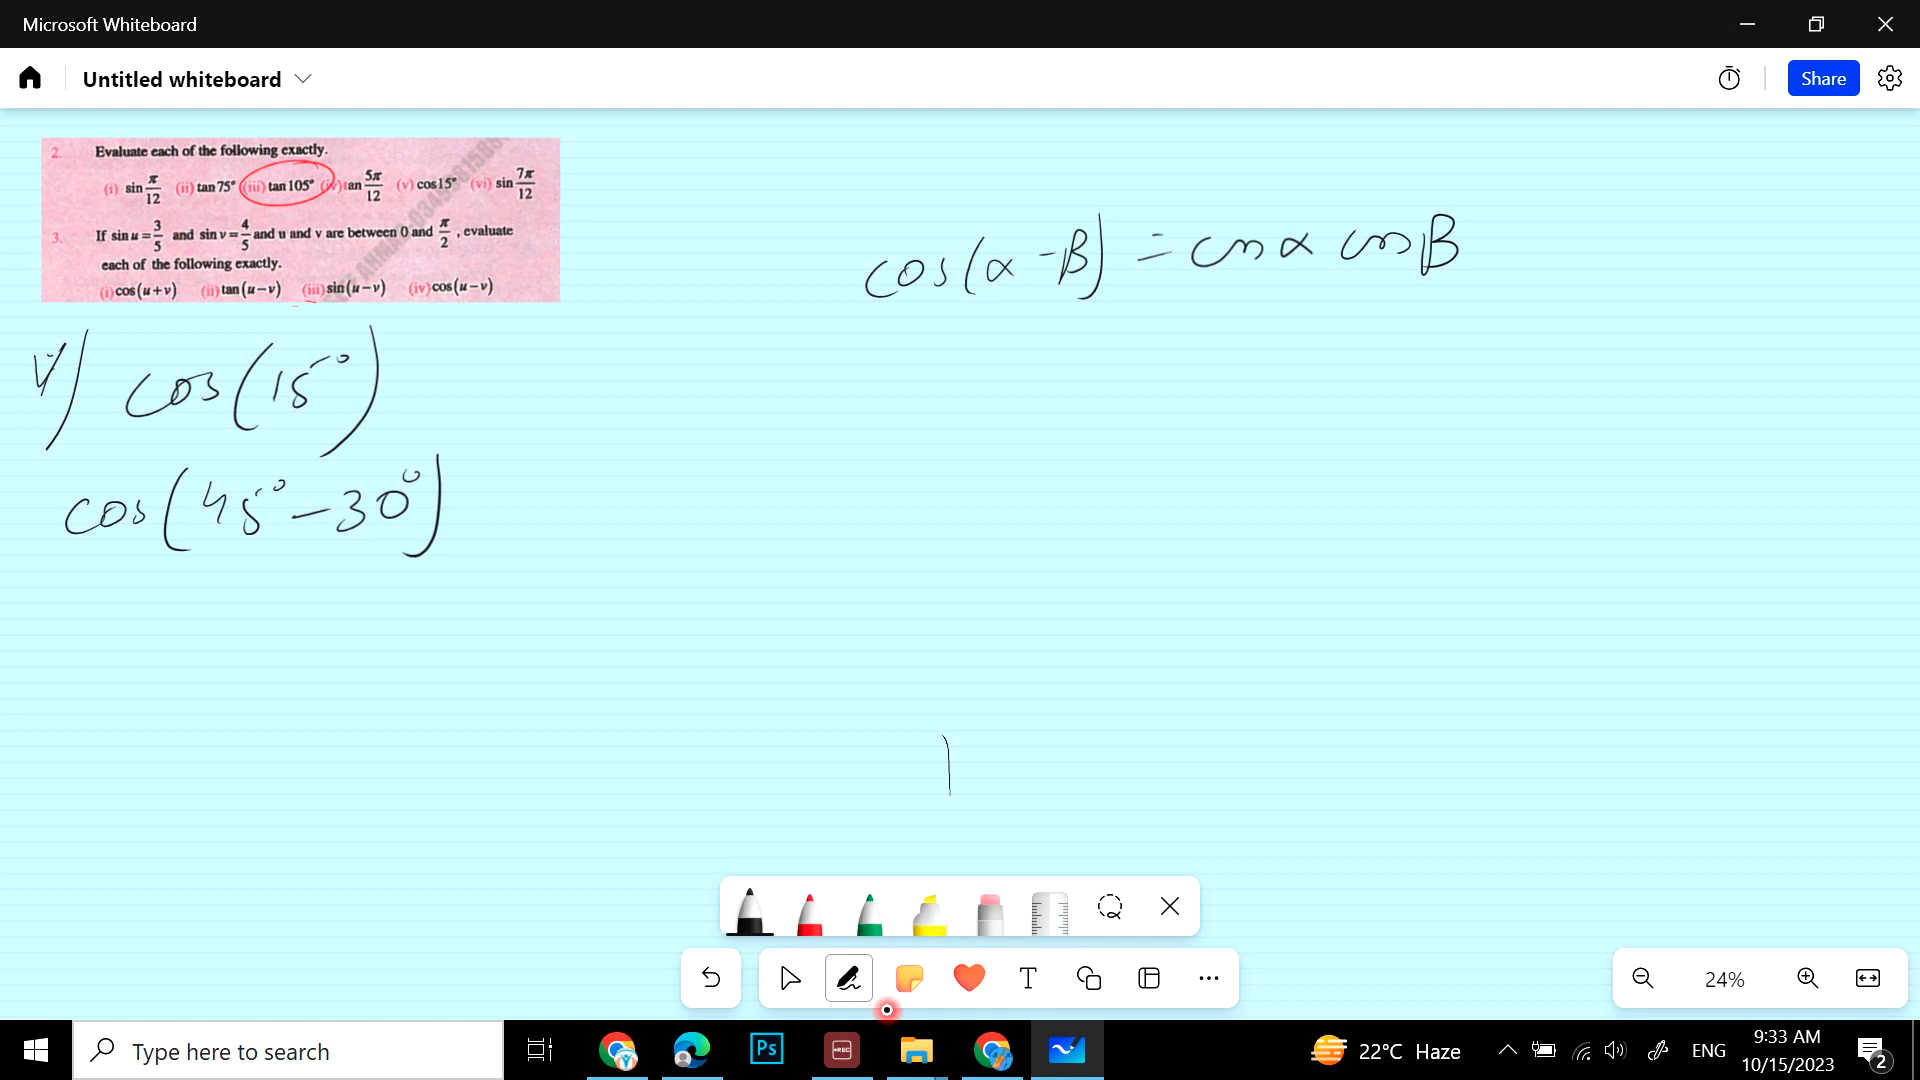 Microsoft Whiteboard
Untitled whiteboard
Share
2. Evaluate each of the following exactly.
(i) sin π/12 (ii) tan 75° (iii) tan 105° (iv) tan 5π/12 (v) cos 15° (vi) sin 7π/12
3. If sin u = 3/5 and sin v = 4/5 and u and v are between 0 and π/2 , evaluate
each of the following exactly.
(i) cos(u+v) (ii) tan(u−v) (iii) sin(u−v) (iv) cos(u−v)
cos(α - β) = cos α cos β
v) cos(15°)
cos(45° - 30°)
24%
Type here to search
Ps
REC
22°C Haze
ENG
9:33 AM
10/15/2023
2